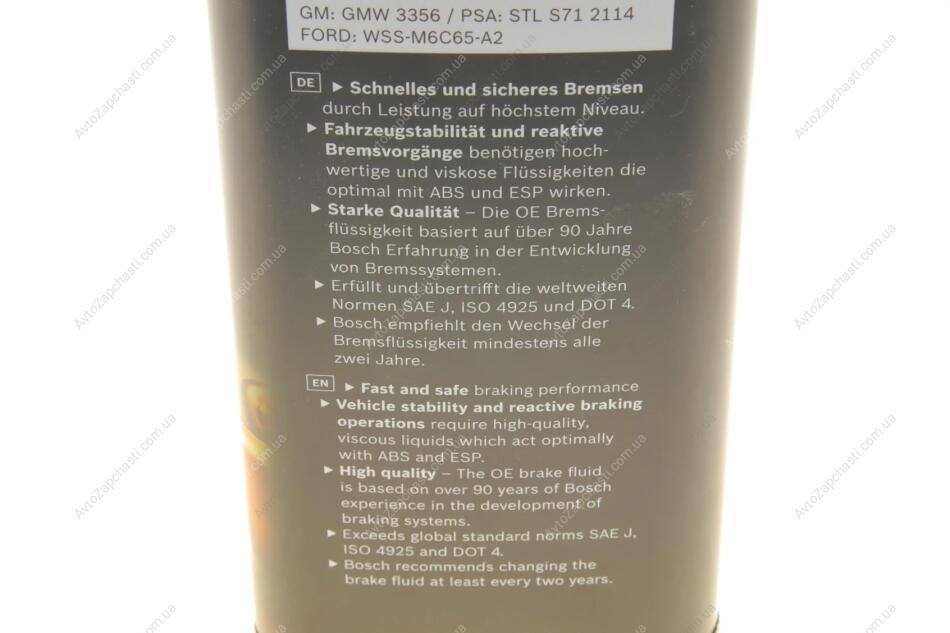 GM: GMW 3356 / PSA: STL S71 2114
FORD: WSS-M6C65-A2
DE ► Schnelles und sicheres Bremsen
durch Leistung auf höchstem Niveau.
► Fahrzeugstabilität und reaktive
Bremsvorgänge benötigen hoch-
wertige und viskose Flüssigkeiten die
optimal mit ABS und ESP wirken.
► Starke Qualität – Die OE Brems-
flüssigkeit basiert auf über 90 Jahre
Bosch Erfahrung in der Entwicklung
von Bremssystemen.
► Erfüllt und übertrifft die weltweiten
Normen SAE J, ISO 4925 und DOT 4.
► Bosch empfiehlt den Wechsel der
Bremsflüssigkeit mindestens alle
zwei Jahre.
EN ► Fast and safe braking performance
► Vehicle stability and reactive braking
operations require high-quality,
viscous liquids which act optimally
with ABS and ESP.
► High quality – The OE brake fluid
is based on over 90 years of Bosch
experience in the development of
braking systems.
► Exceeds global standard norms SAE J,
ISO 4925 and DOT 4.
► Bosch recommends changing the
brake fluid at least every two years.
AvtoZapchasti.com.ua